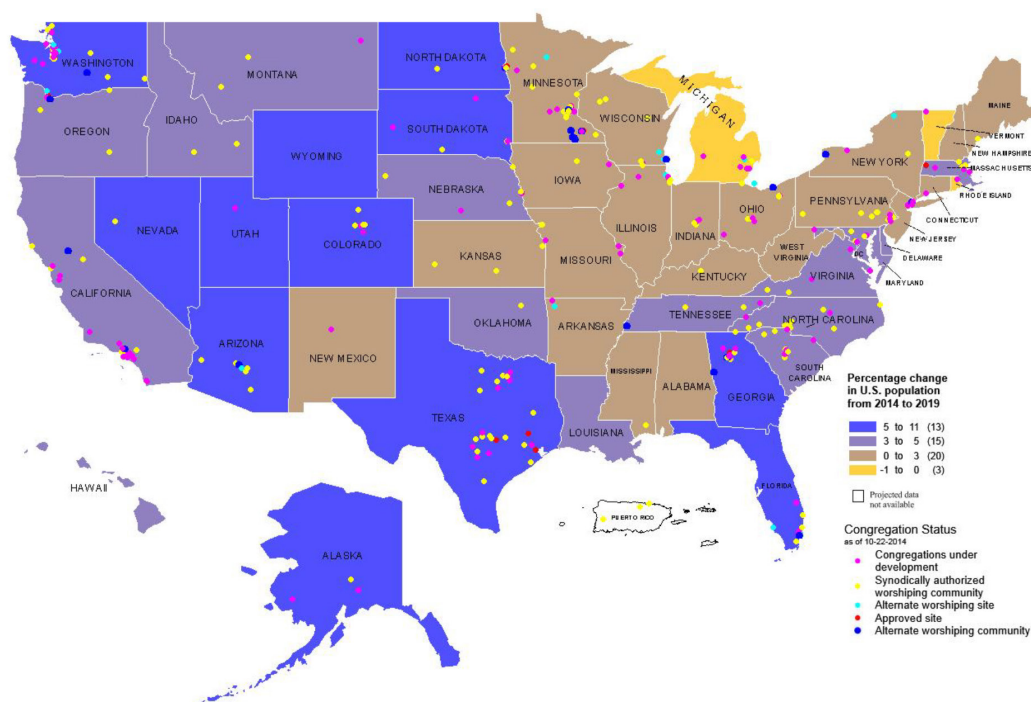 WASHINGTON
MONTANA
NORTH DAKOTA
MINNESOTA
MICHIGAN
MAINE
VERMONT
NEW HAMPSHIRE
MASSACHUSETTS
RHODE ISLAND
CONNECTICUT
NEW JERSEY
DELAWARE
MARYLAND
DC
OREGON
IDAHO
WYOMING
SOUTH DAKOTA
WISCONSIN
NEW YORK
NEBRASKA
IOWA
PENNSYLVANIA
NEVADA
UTAH
COLORADO
ILLINOIS
INDIANA
OHIO
WEST
VIRGINIA
VIRGINIA
CALIFORNIA
KANSAS
MISSOURI
KENTUCKY
ARIZONA
NEW MEXICO
OKLAHOMA
ARKANSAS
TENNESSEE
NORTH CAROLINA
SOUTH
CAROLINA
TEXAS
LOUISIANA
MISSISSIPPI
ALABAMA
GEORGIA
FLORIDA
HAWAII
ALASKA
PUERTO RICO
Percentage change
in U.S. population
from 2014 to 2019
5 to 11 (13)
3 to 5 (15)
0 to 3 (20)
-1 to 0 (3)
Projected data
not available
Congregation Status
as of 10-22-2014
Congregations under
development
Synodically authorized
worshiping community
Alternate worshiping site
Approved site
Alternate worshiping community